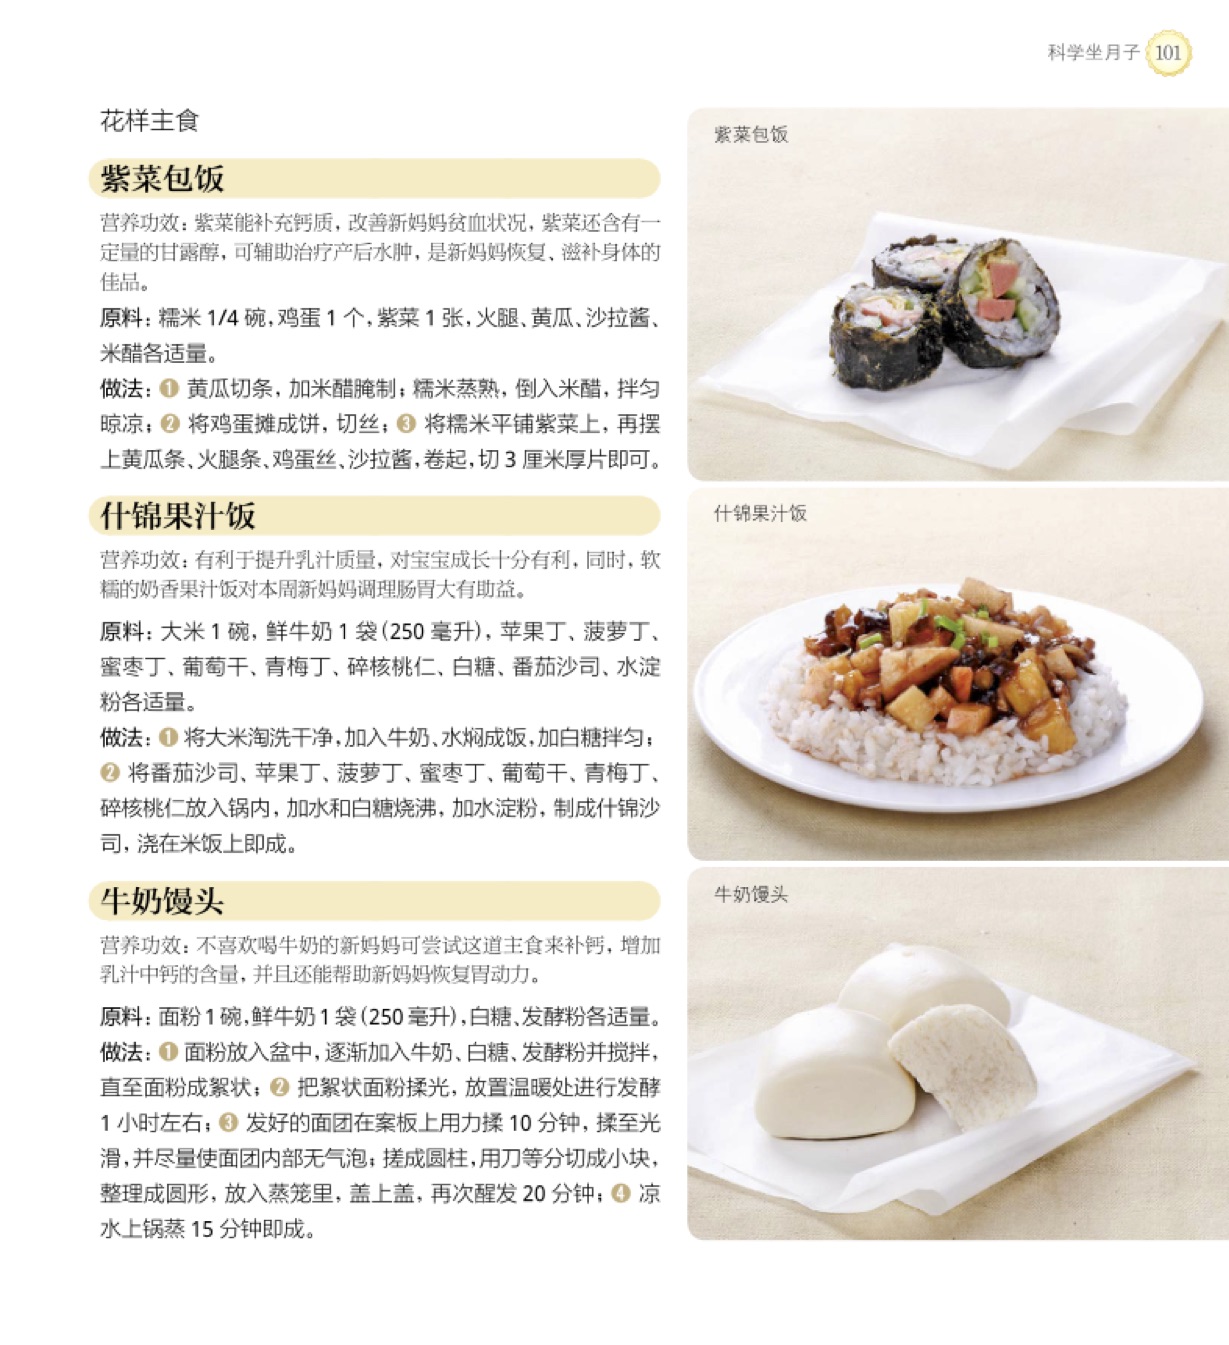 科学坐月子 101
花样主食
紫菜包饭
营养功效：紫菜能补充钙质，改善新妈妈贫血状况，紫菜还含有一
定量的甘露醇，可辅助治疗产后水肿，是新妈妈恢复、滋补身体的
佳品。
原料：糯米 1/4 碗，鸡蛋 1 个，紫菜 1 张，火腿、黄瓜、沙拉酱、
米醋各适量。
做法：❶ 黄瓜切条，加米醋腌制；糯米蒸熟，倒入米醋，拌匀
晾凉；❷ 将鸡蛋摊成饼，切丝；❸ 将糯米平铺紫菜上，再摆
上黄瓜条、火腿条、鸡蛋丝、沙拉酱，卷起，切 3 厘米厚片即可。
什锦果汁饭
营养功效：有利于提升乳汁质量，对宝宝成长十分有利，同时，软
糯的奶香果汁饭对本周新妈妈调理肠胃大有助益。
原料：大米 1 碗，鲜牛奶 1 袋（250 毫升），苹果丁、菠萝丁、
蜜枣丁、葡萄干、青梅丁、碎核桃仁、白糖、番茄沙司、水淀
粉各适量。
做法：❶ 将大米淘洗干净，加入牛奶、水焖成饭，加白糖拌匀；
❷ 将番茄沙司、苹果丁、菠萝丁、蜜枣丁、葡萄干、青梅丁、
碎核桃仁放入锅内，加水和白糖烧沸，加水淀粉，制成什锦沙
司，浇在米饭上即成。
牛奶馒头
营养功效：不喜欢喝牛奶的新妈妈可尝试这道主食来补钙，增加
乳汁中钙的含量，并且还能帮助新妈妈恢复胃动力。
原料：面粉 1 碗，鲜牛奶 1 袋（250 毫升），白糖、发酵粉各适量。
做法：❶ 面粉放入盆中，逐渐加入牛奶、白糖、发酵粉并搅拌，
直至面粉成絮状；❷ 把絮状面粉揉光，放置温暖处进行发酵
1 小时左右；❸ 发好的面团在案板上用力揉 10 分钟，揉至光
滑，并尽量使面团内部无气泡；搓成圆柱，用刀等分切成小块，
整理成圆形，放入蒸笼里，盖上盖，再次醒发 20 分钟；❹ 凉
水上锅蒸 15 分钟即成。
紫菜包饭
什锦果汁饭
牛奶馒头